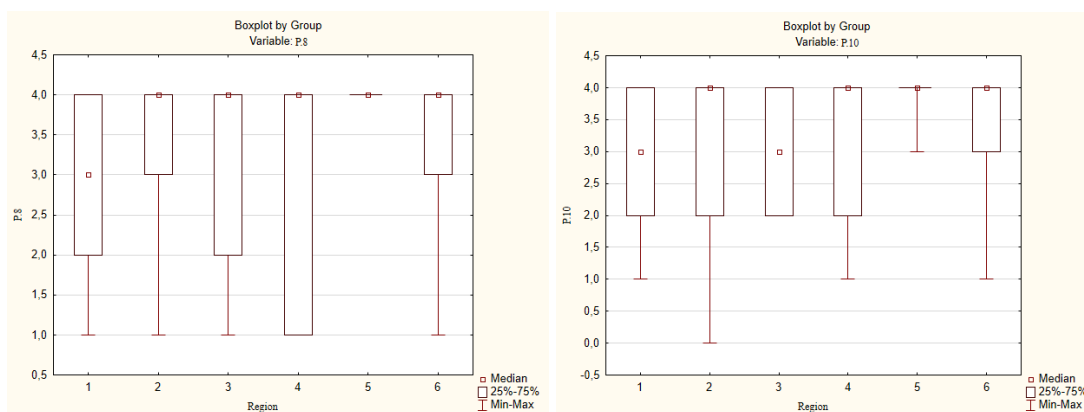 Boxplot by Group
Variable: P.8
4,5
4,0
3,5
3,0
2,5
2,0
1,5
1,0
0,5
P.8
1 2 3 4 5 6
Region
Median
25%-75%
Min-Max
Boxplot by Group
Variable: P.10
4,5
4,0
3,5
3,0
2,5
2,0
1,5
1,0
0,5
0,0
-0,5
P.10
1 2 3 4 5 6
Region
Median
25%-75%
Min-Max